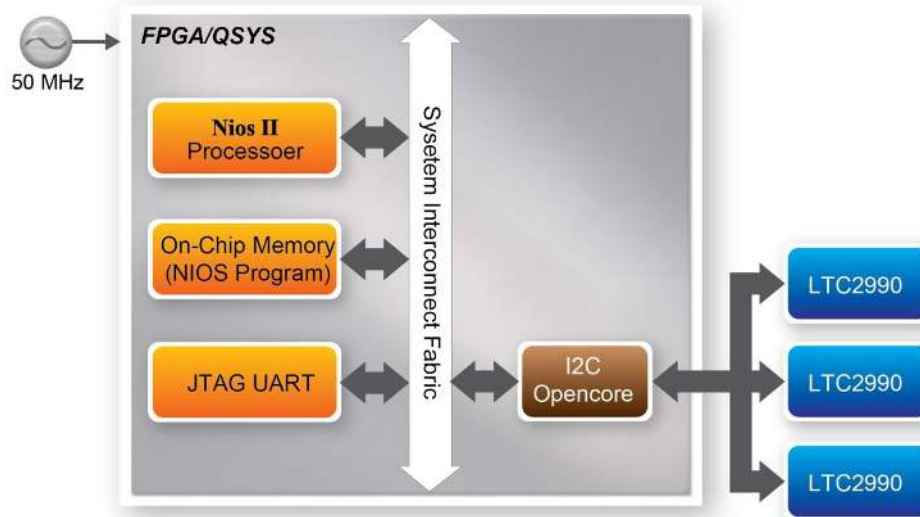 FPGA/QSYS
50 MHz
Nios II
Processoer
On-Chip Memory
(NIOS Program)
JTAG UART
Sysetem Interconnect Fabric
I2C
Opencore
LTC2990
LTC2990
LTC2990